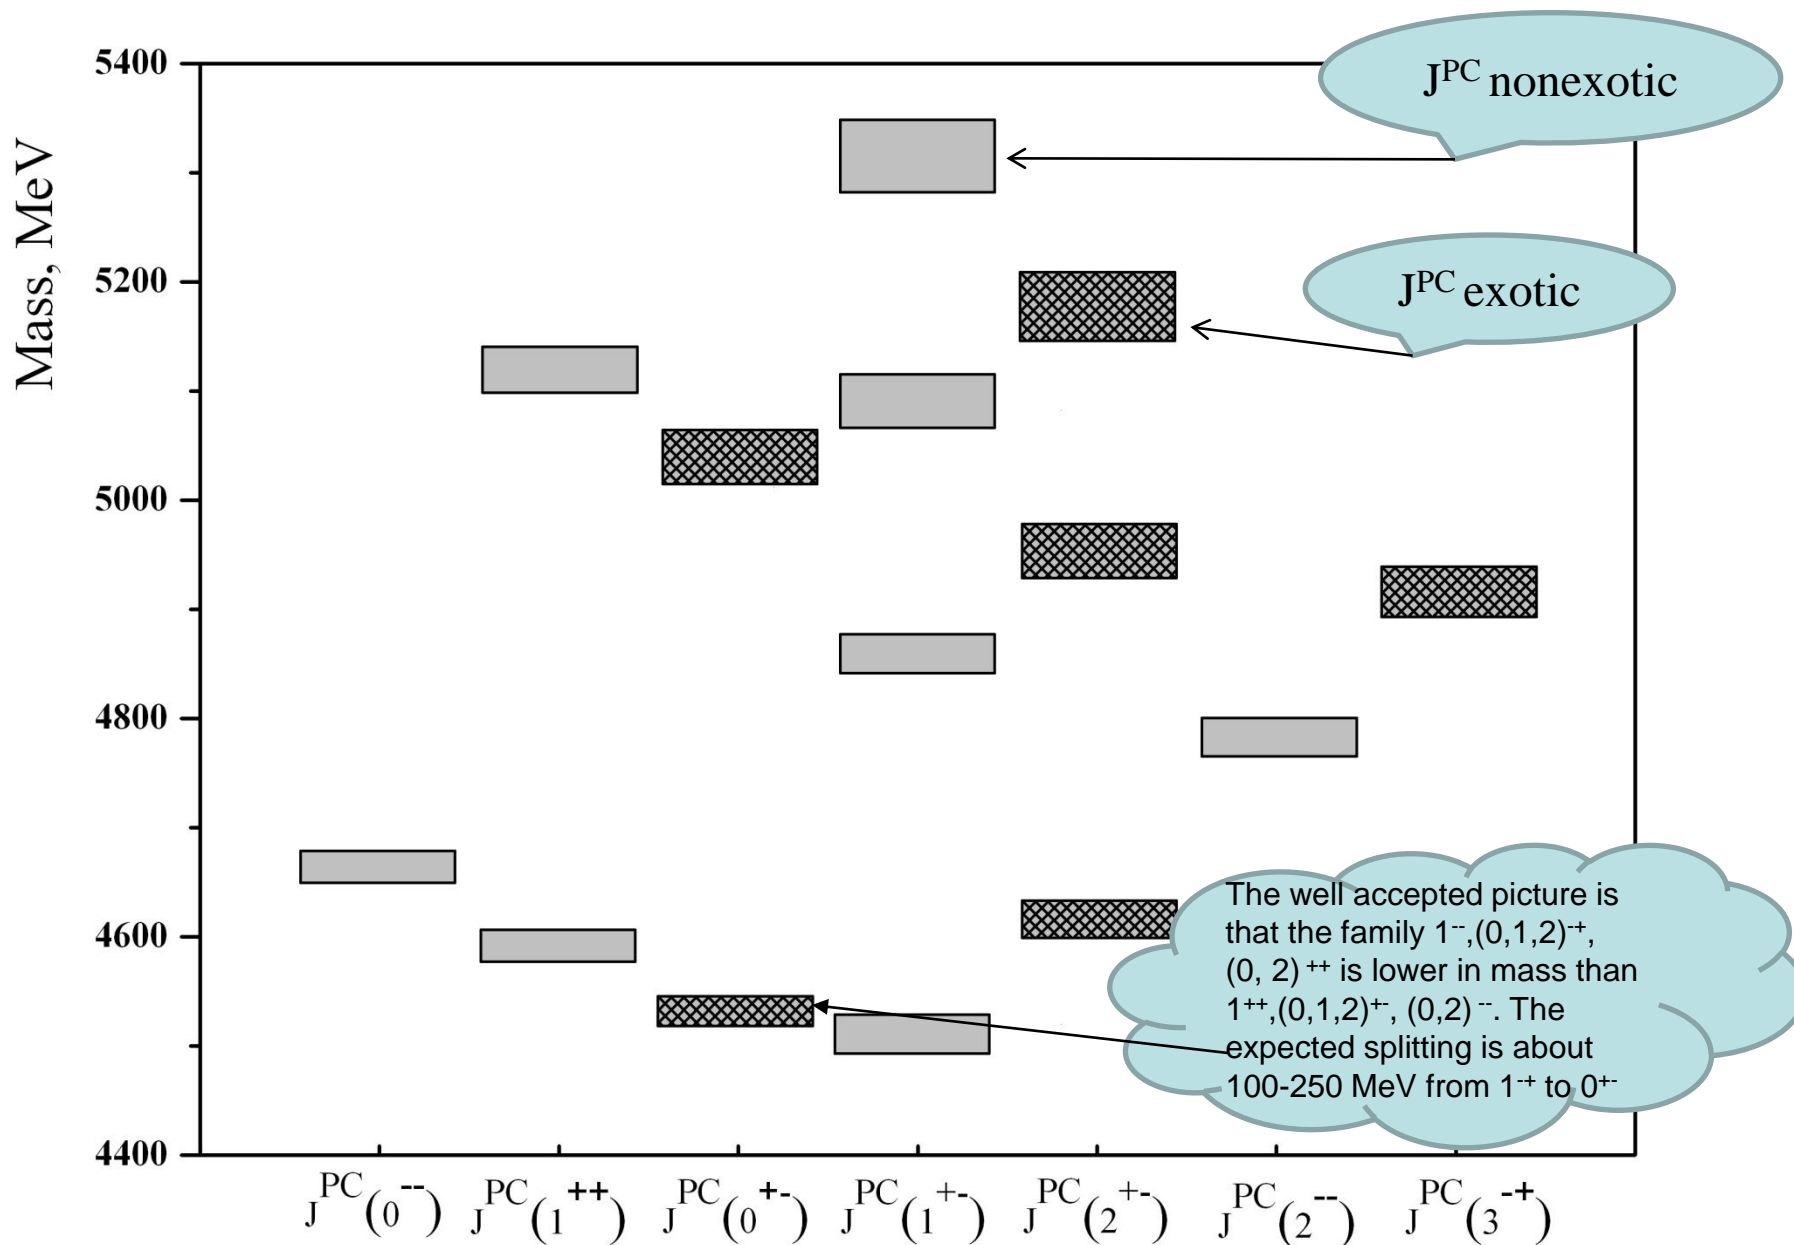 5400
J^PC nonexotic
Mass, MeV
5200
J^PC exotic
5000
4800
The well accepted picture is
that the family 1^--,(0,1,2)^-+,
(0, 2) ^++ is lower in mass than
1^++,(0,1,2)^+-, (0,2) ^--. The
expected splitting is about
100-250 MeV from 1^-+ to 0^+-
4600
4400
J^PC(0^--) J^PC(1^++) J^PC(0^+-) J^PC(1^+-) J^PC(2^+-) J^PC(2^--) J^PC(3^-+)